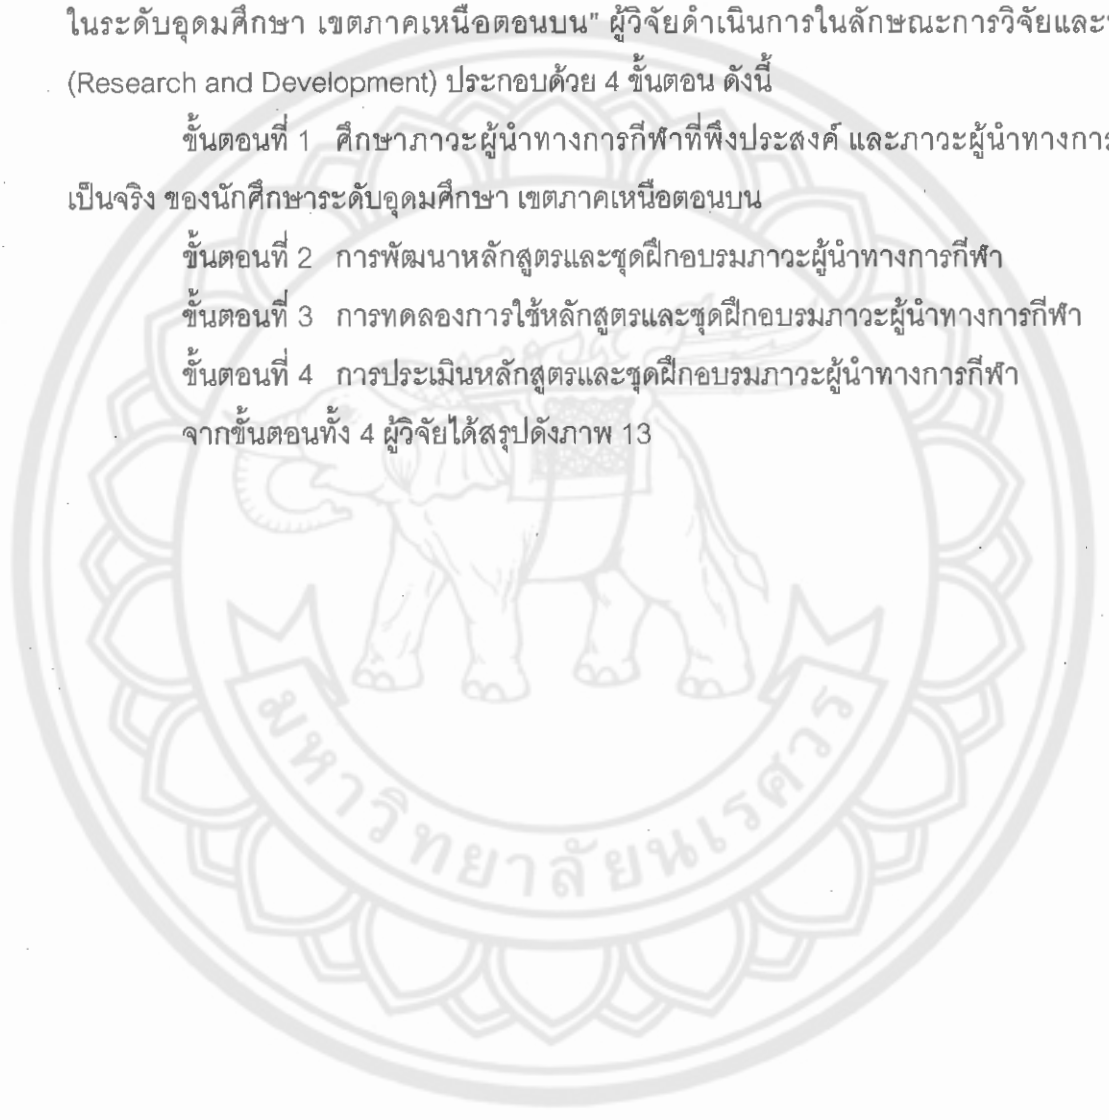 ในระดับอุดมศึกษา เขตภาคเหนือตอนบน" ผู้วิจัยดำเนินการในลักษณะการวิจัยและ
(Research and Development) ประกอบด้วย 4 ขั้นตอน ดังนี้
ขั้นตอนที่ 1 ศึกษาภาวะผู้นำทางการกีฬาที่พึงประสงค์ และภาวะผู้นำทางการ
เป็นจริง ของนักศึกษาระดับอุดมศึกษา เขตภาคเหนือตอนบน
ขั้นตอนที่ 2 การพัฒนาหลักสูตรและชุดฝึกอบรมภาวะผู้นำทางการกีฬา
ขั้นตอนที่ 3 การทดลองการใช้หลักสูตรและชุดฝึกอบรมภาวะผู้นำทางการกีฬา
ขั้นตอนที่ 4 การประเมินหลักสูตรและชุดฝึกอบรมภาวะผู้นำทางการกีฬา
จากขั้นตอนทั้ง 4 ผู้วิจัยได้สรุปดังภาพ 13
มหาวิทยาลัยนเรศวร